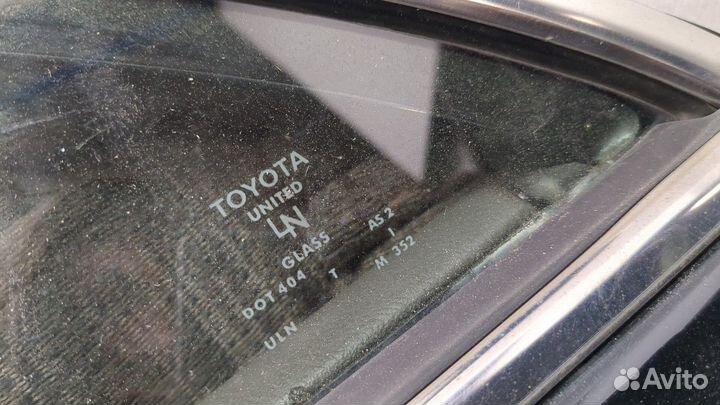 TOYOTA
UNITED
LN
GLASS AS2
DOT 404 T I
M 352
ULN
Avito